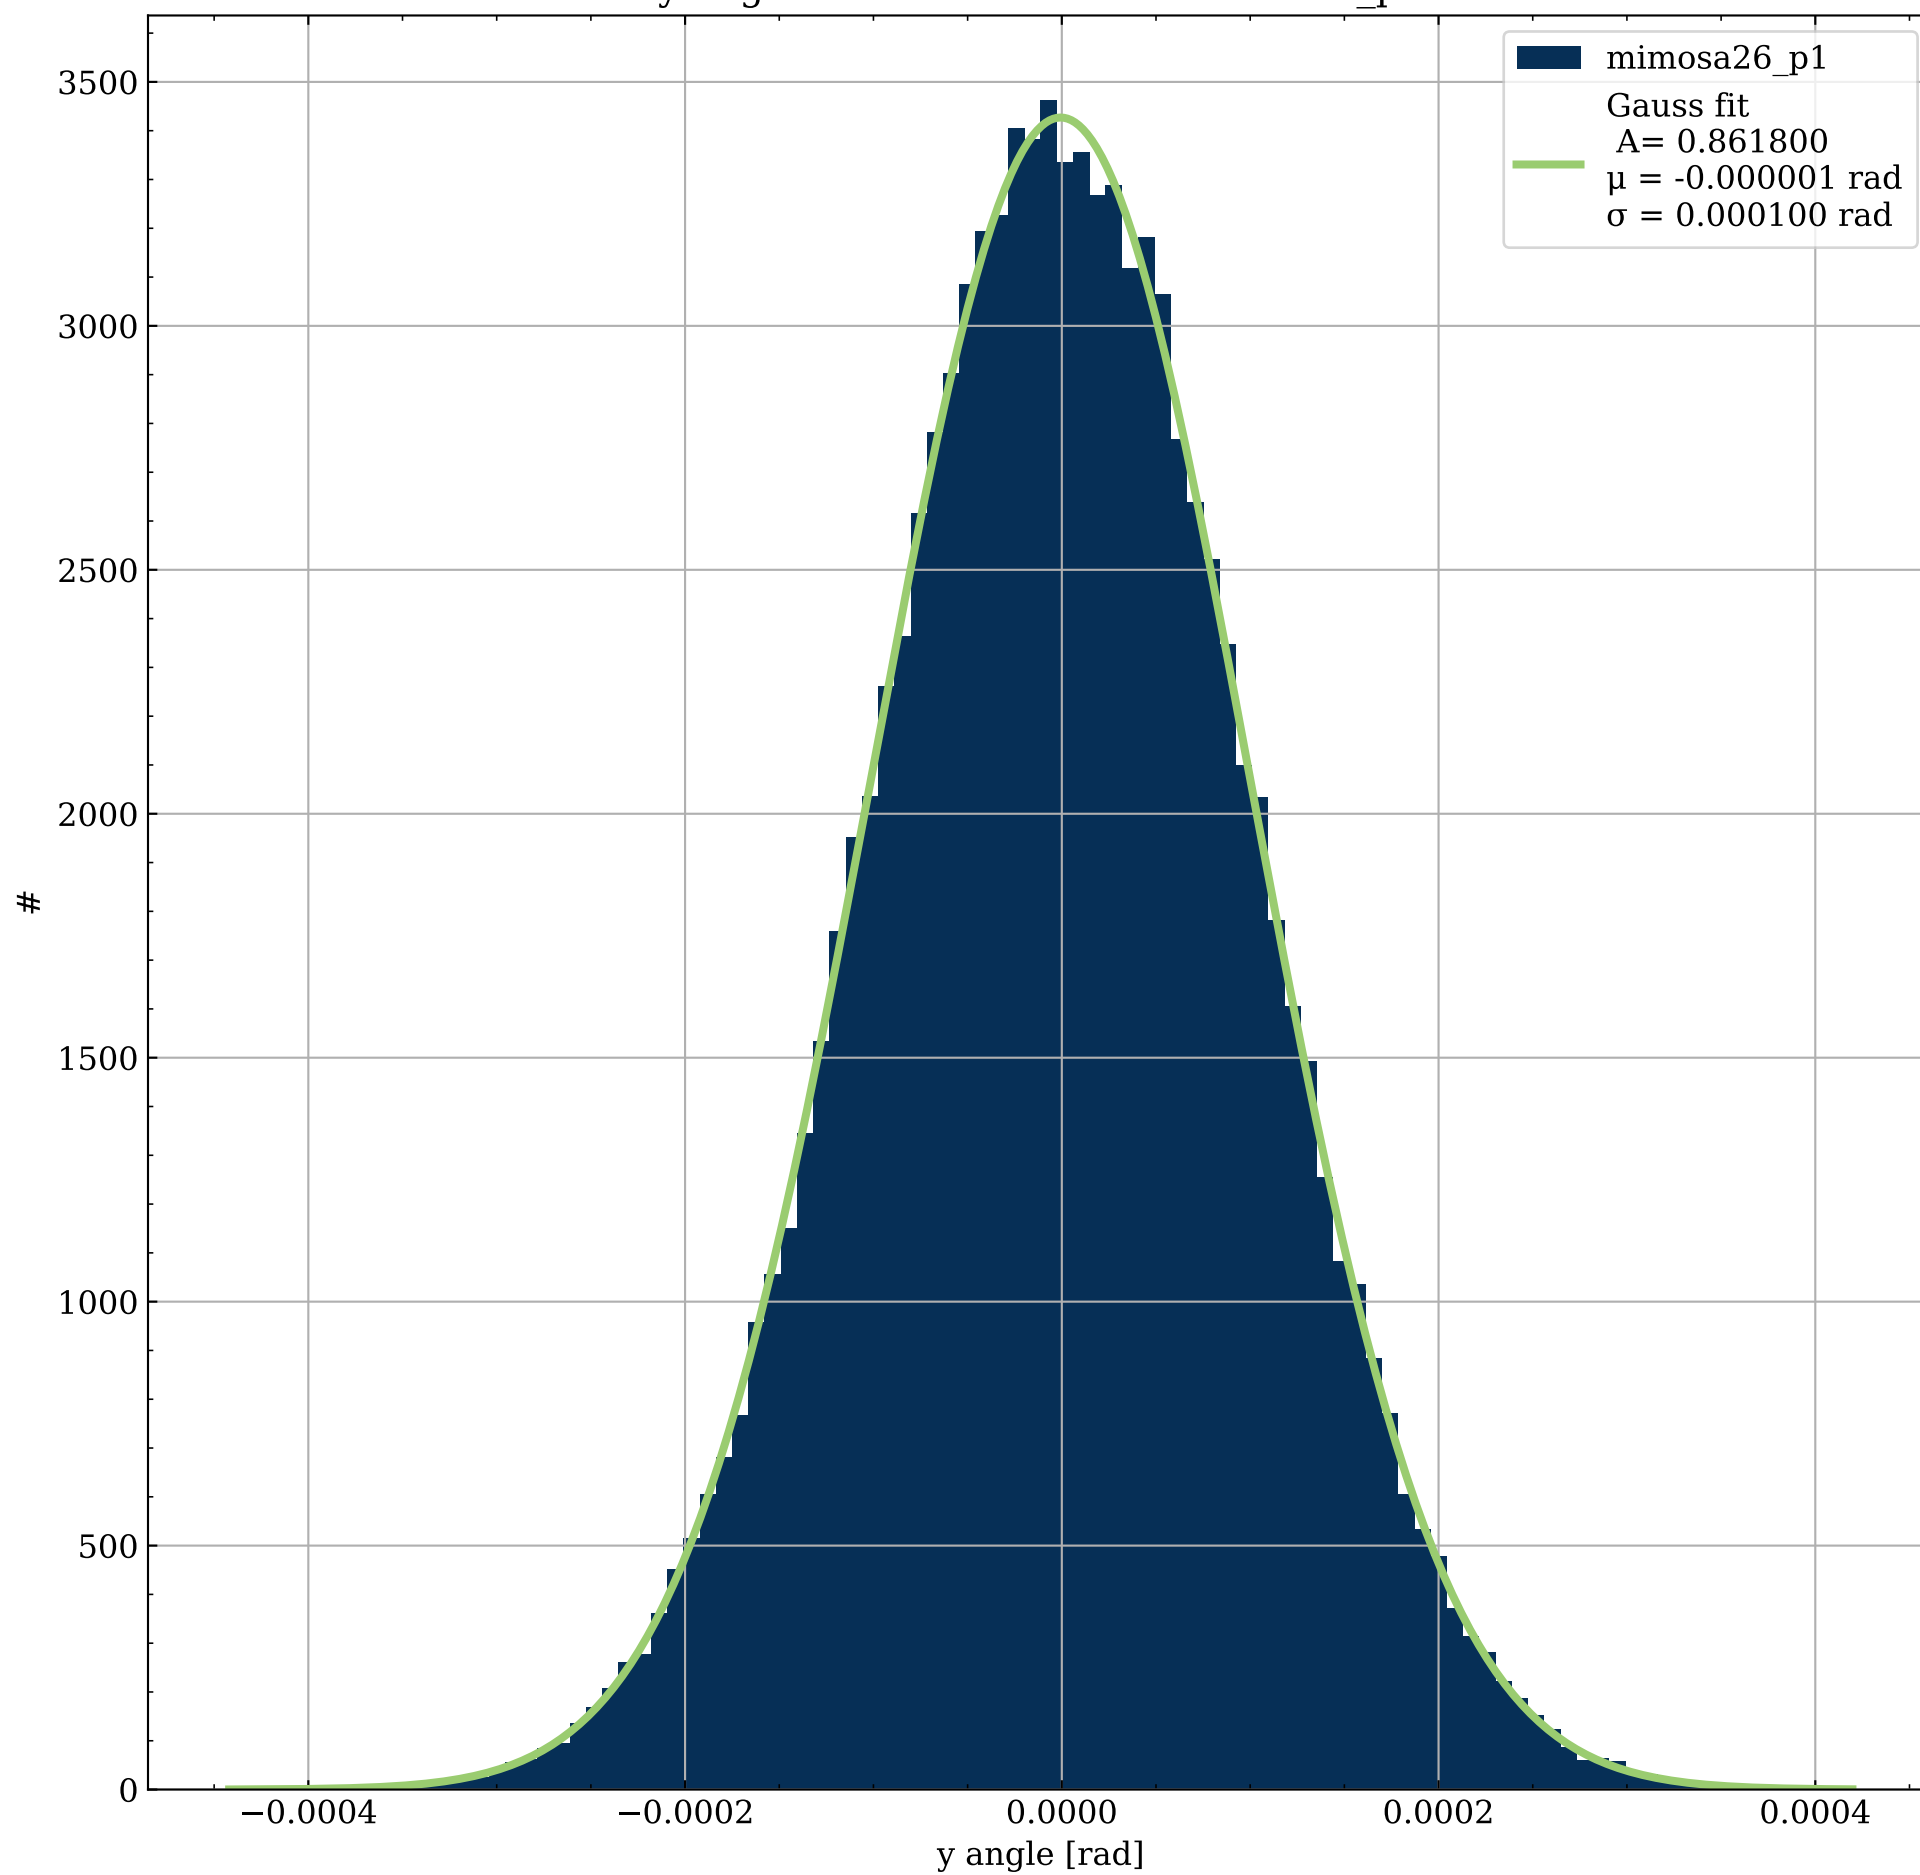 mimosa26_p1
Gauss fit
A= 0.861800
μ = -0.000001 rad
σ = 0.000100 rad
3500
3000
2500
2000
1500
1000
500
0
#
−0.0004 −0.0002 0.0000 0.0002 0.0004
y angle [rad]